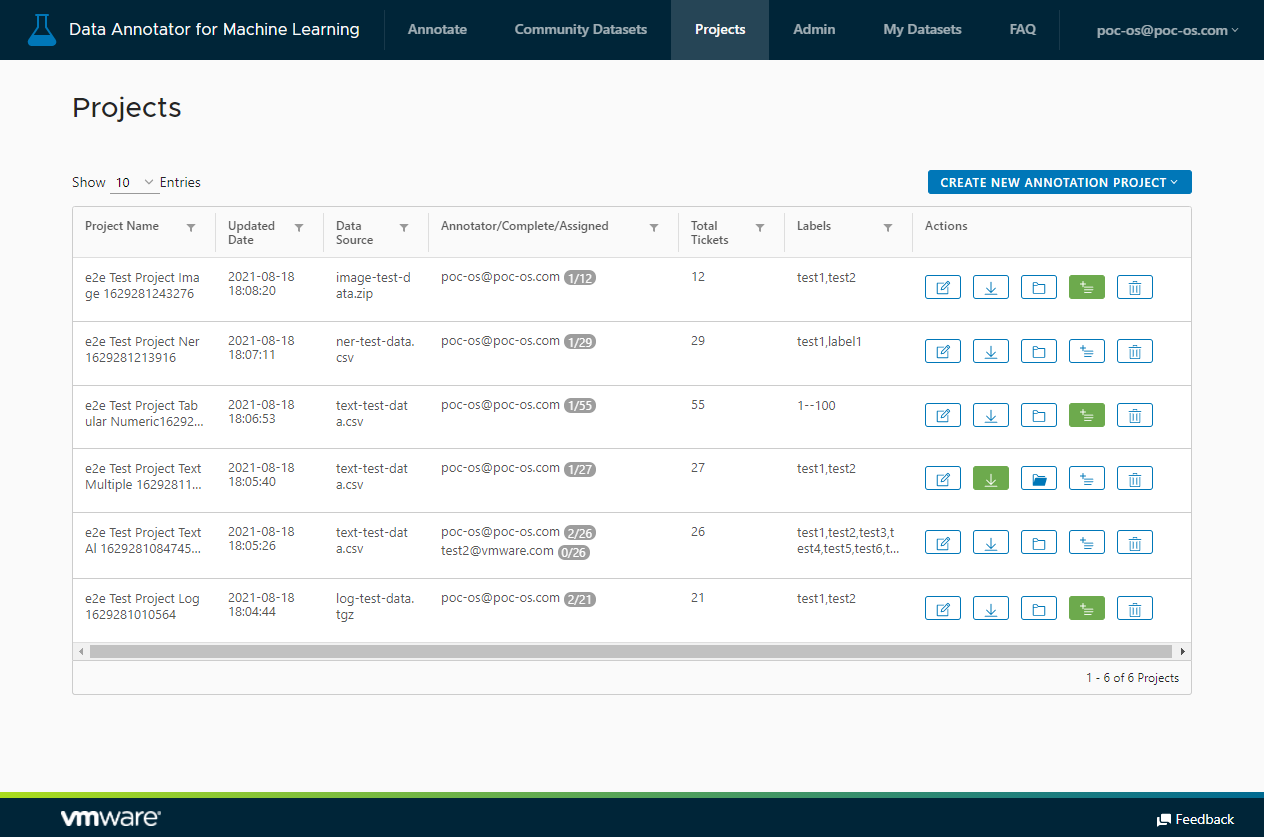 Data Annotator for Machine Learning
Annotate
Community Datasets
Projects
Admin
My Datasets
FAQ
poc-os@poc-os.com
Projects
Show 10 Entries
CREATE NEW ANNOTATION PROJECT
Project Name
Updated
Date
Data
Source
Annotator/Complete/Assigned
Total
Tickets
Labels
Actions
e2e Test Project Ima
ge 1629281243276
2021-08-18
18:08:20
image-test-d
ata.zip
poc-os@poc-os.com 1/12
12
test1,test2
e2e Test Project Ner
1629281213916
2021-08-18
18:07:11
ner-test-data.
csv
poc-os@poc-os.com 1/29
29
test1,label1
e2e Test Project Tab
ular Numeric16292...
2021-08-18
18:06:53
text-test-dat
a.csv
poc-os@poc-os.com 1/55
55
1--100
e2e Test Project Text
Multiple 16292811...
2021-08-18
18:05:40
text-test-dat
a.csv
poc-os@poc-os.com 1/27
27
test1,test2
e2e Test Project Text
Al 1629281084745...
2021-08-18
18:05:26
text-test-dat
a.csv
poc-os@poc-os.com 2/26
test2@vmware.com 0/26
26
test1,test2,test3,t
est4,test5,test6,t...
e2e Test Project Log
1629281010564
2021-08-18
18:04:44
log-test-data.
tgz
poc-os@poc-os.com 2/21
21
test1,test2
1 - 6 of 6 Projects
vmware
Feedback